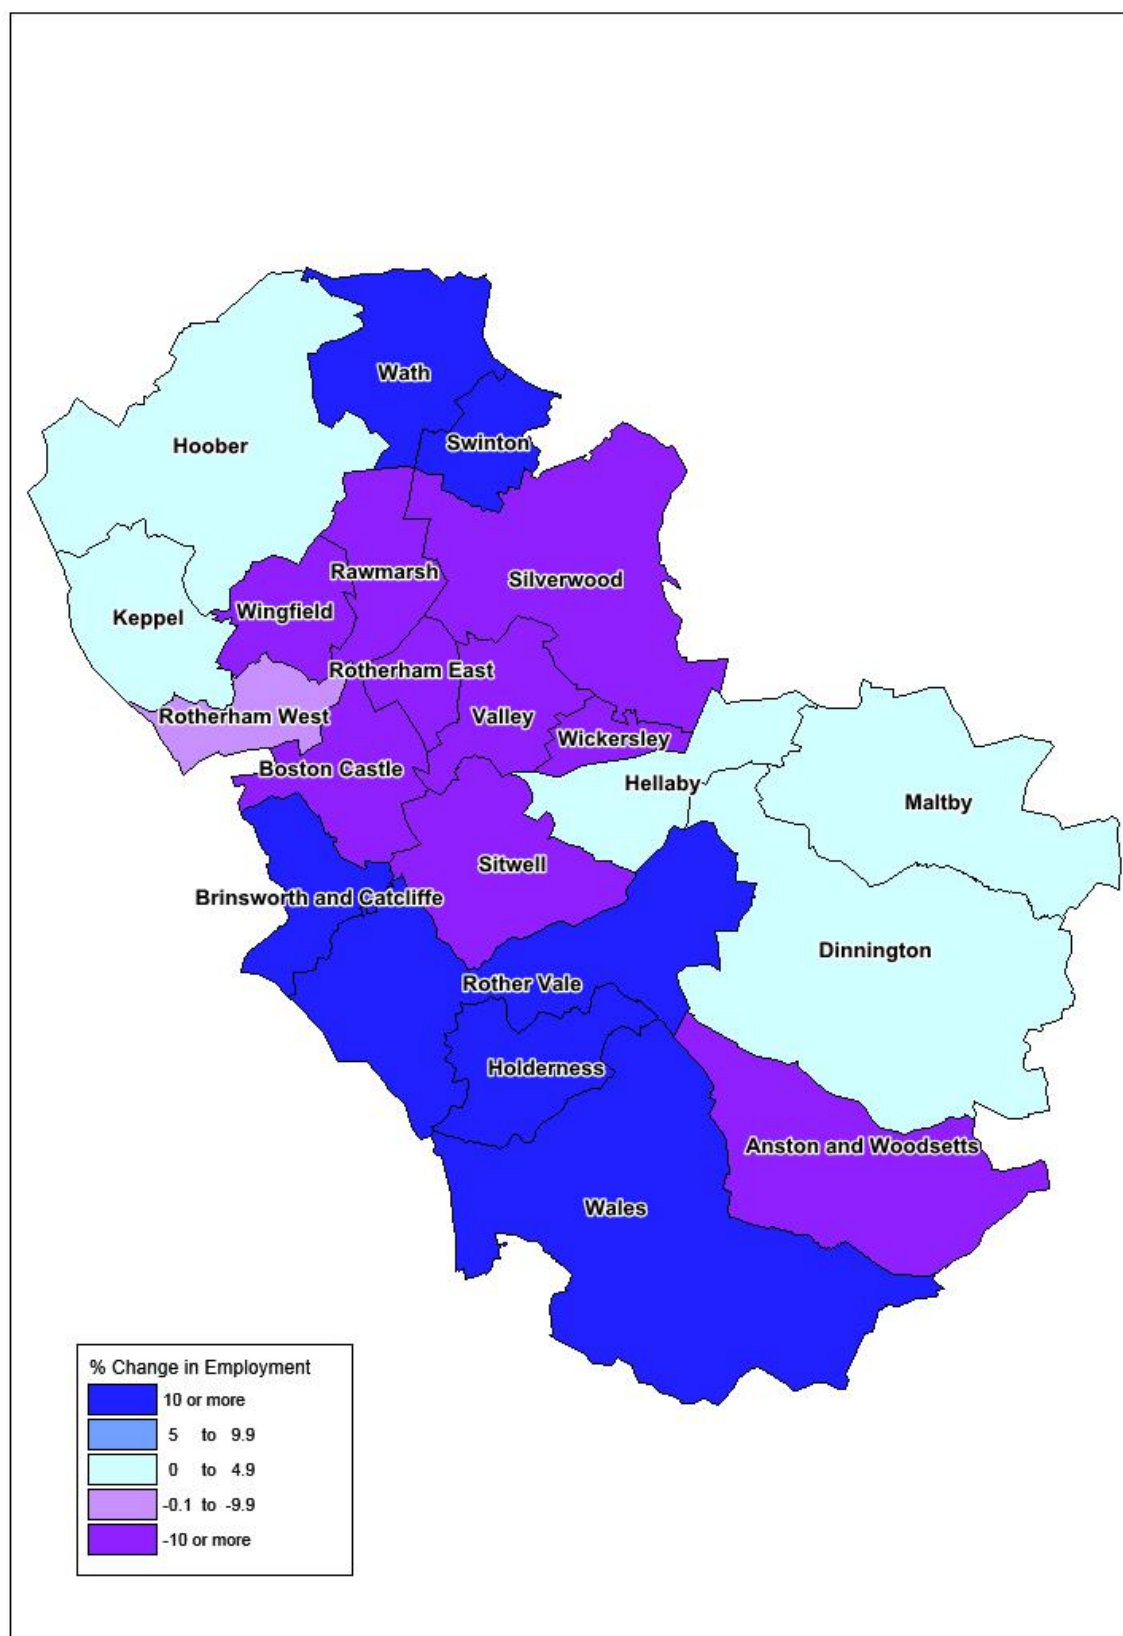 Wath
Swinton
Hoober
Rawmarsh
Silverwood
Wingfield
Keppel
Rotherham East
Rotherham West
Valley
Wickersley
Boston Castle
Hellaby
Maltby
Sitwell
Brinsworth and Catcliffe
Dinnington
Rother Vale
Holderness
Anston and Woodsetts
Wales
% Change in Employment
10 or more
5 to 9.9
0 to 4.9
-0.1 to -9.9
-10 or more